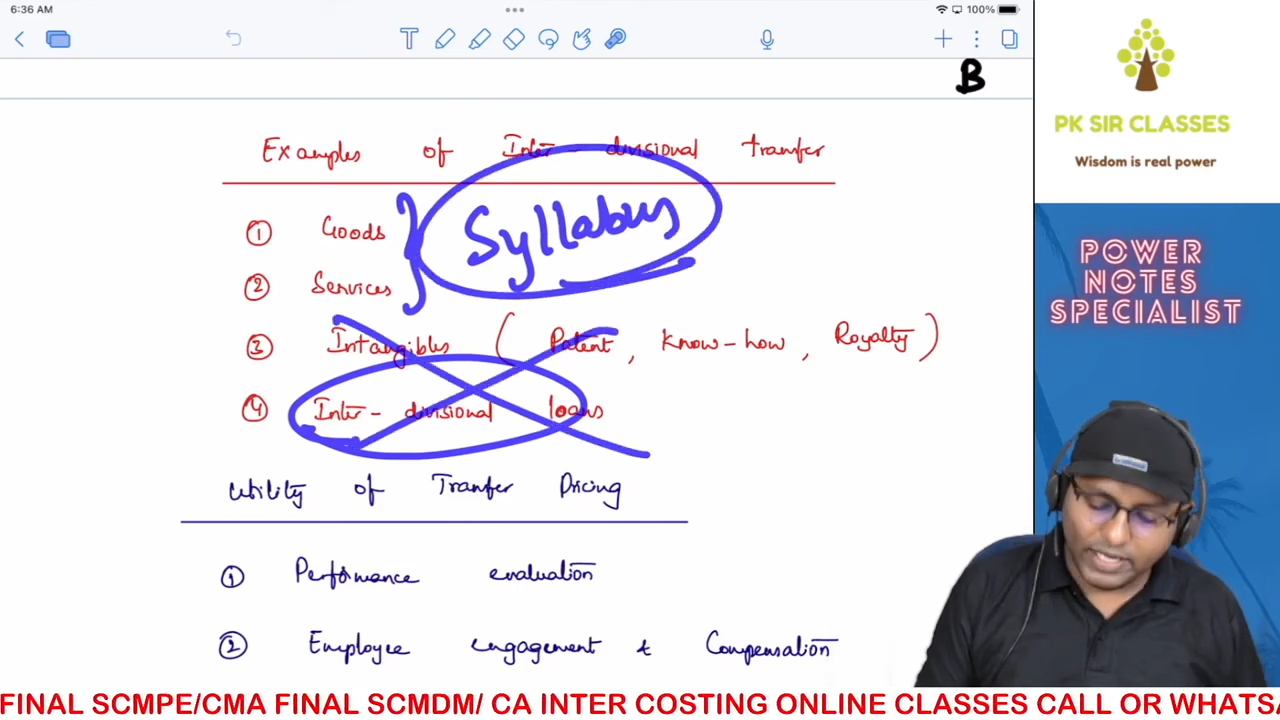 6:36 AM
100%
B
Examples of Inter-divisional transfer
① Goods
② Services
Syllabus
③ Intangibles (Patent, Know-how, Royalty)
④ Inter-divisional loans
Utility of Tranfer Pricing
① Performance evaluation
② Employee engagement & Compensation
PK SIR CLASSES
Wisdom is real power
POWER
NOTES
SPECIALIST
FINAL SCMPE/CMA FINAL SCMDM/ CA INTER COSTING ONLINE CLASSES CALL OR WHATSA